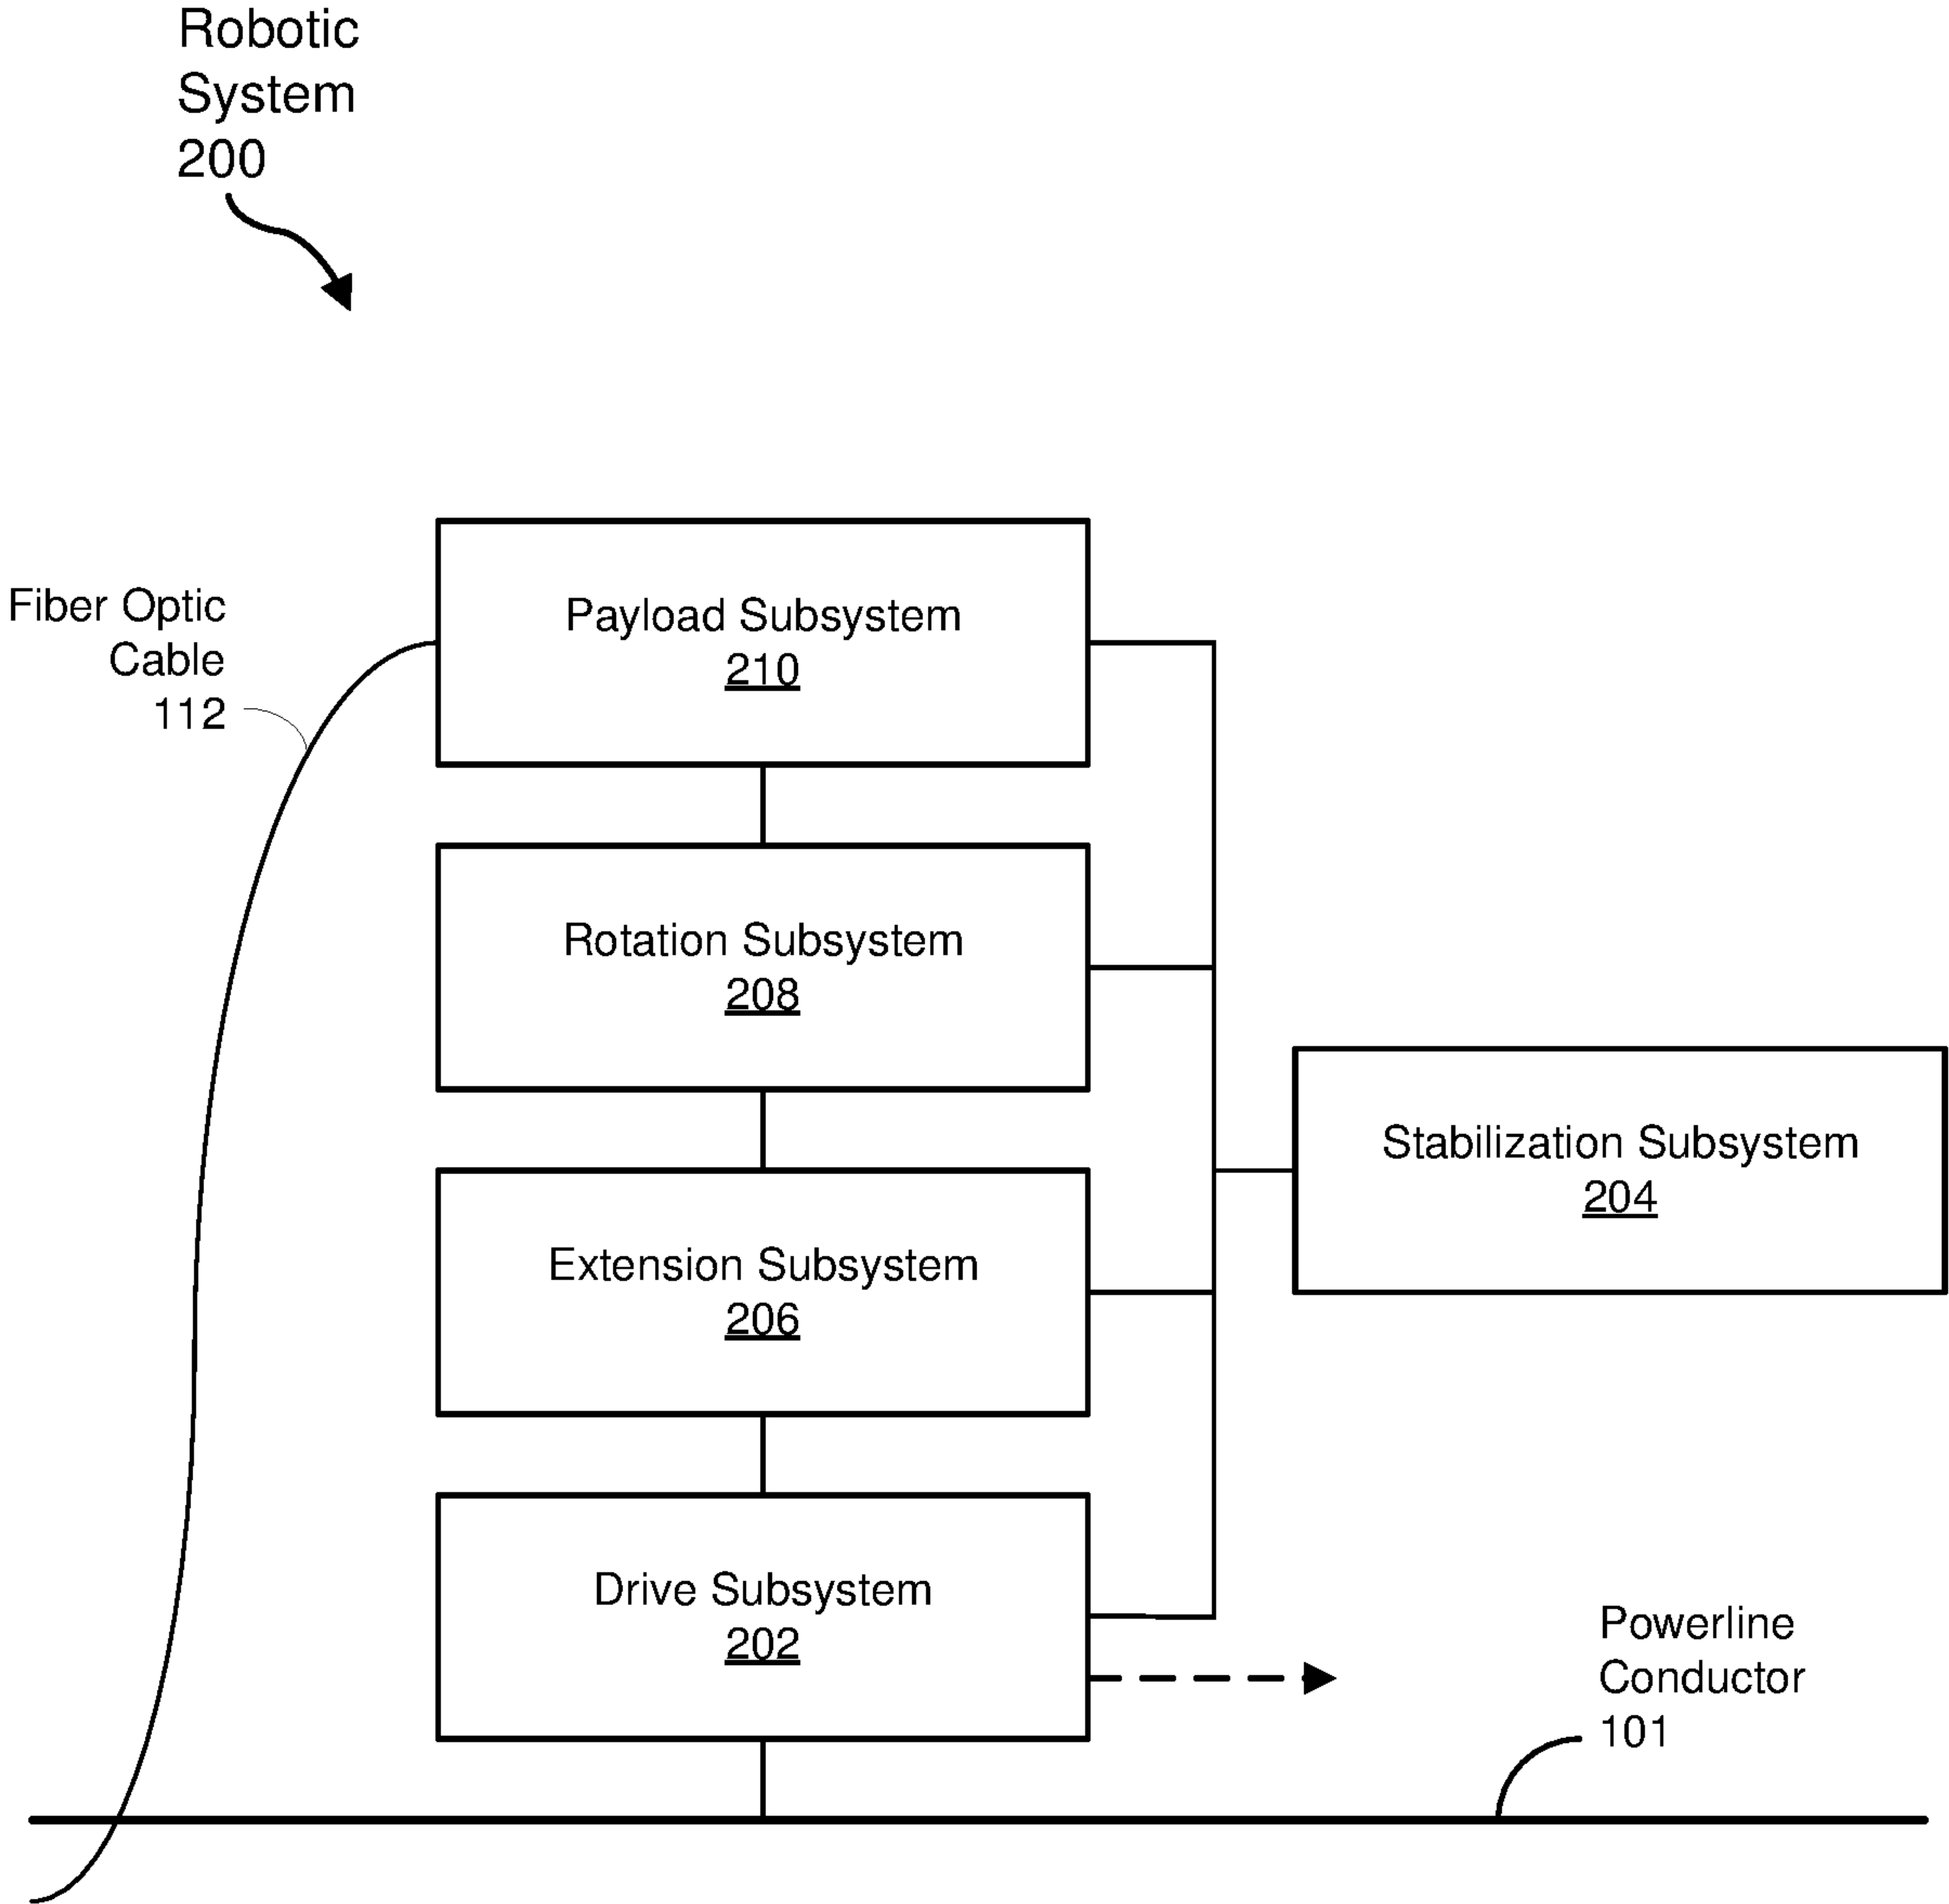 Robotic
System
200
Fiber Optic
Cable
112
Payload Subsystem
210
Rotation Subsystem
208
Stabilization Subsystem
204
Extension Subsystem
206
Drive Subsystem
202
Powerline
Conductor
101